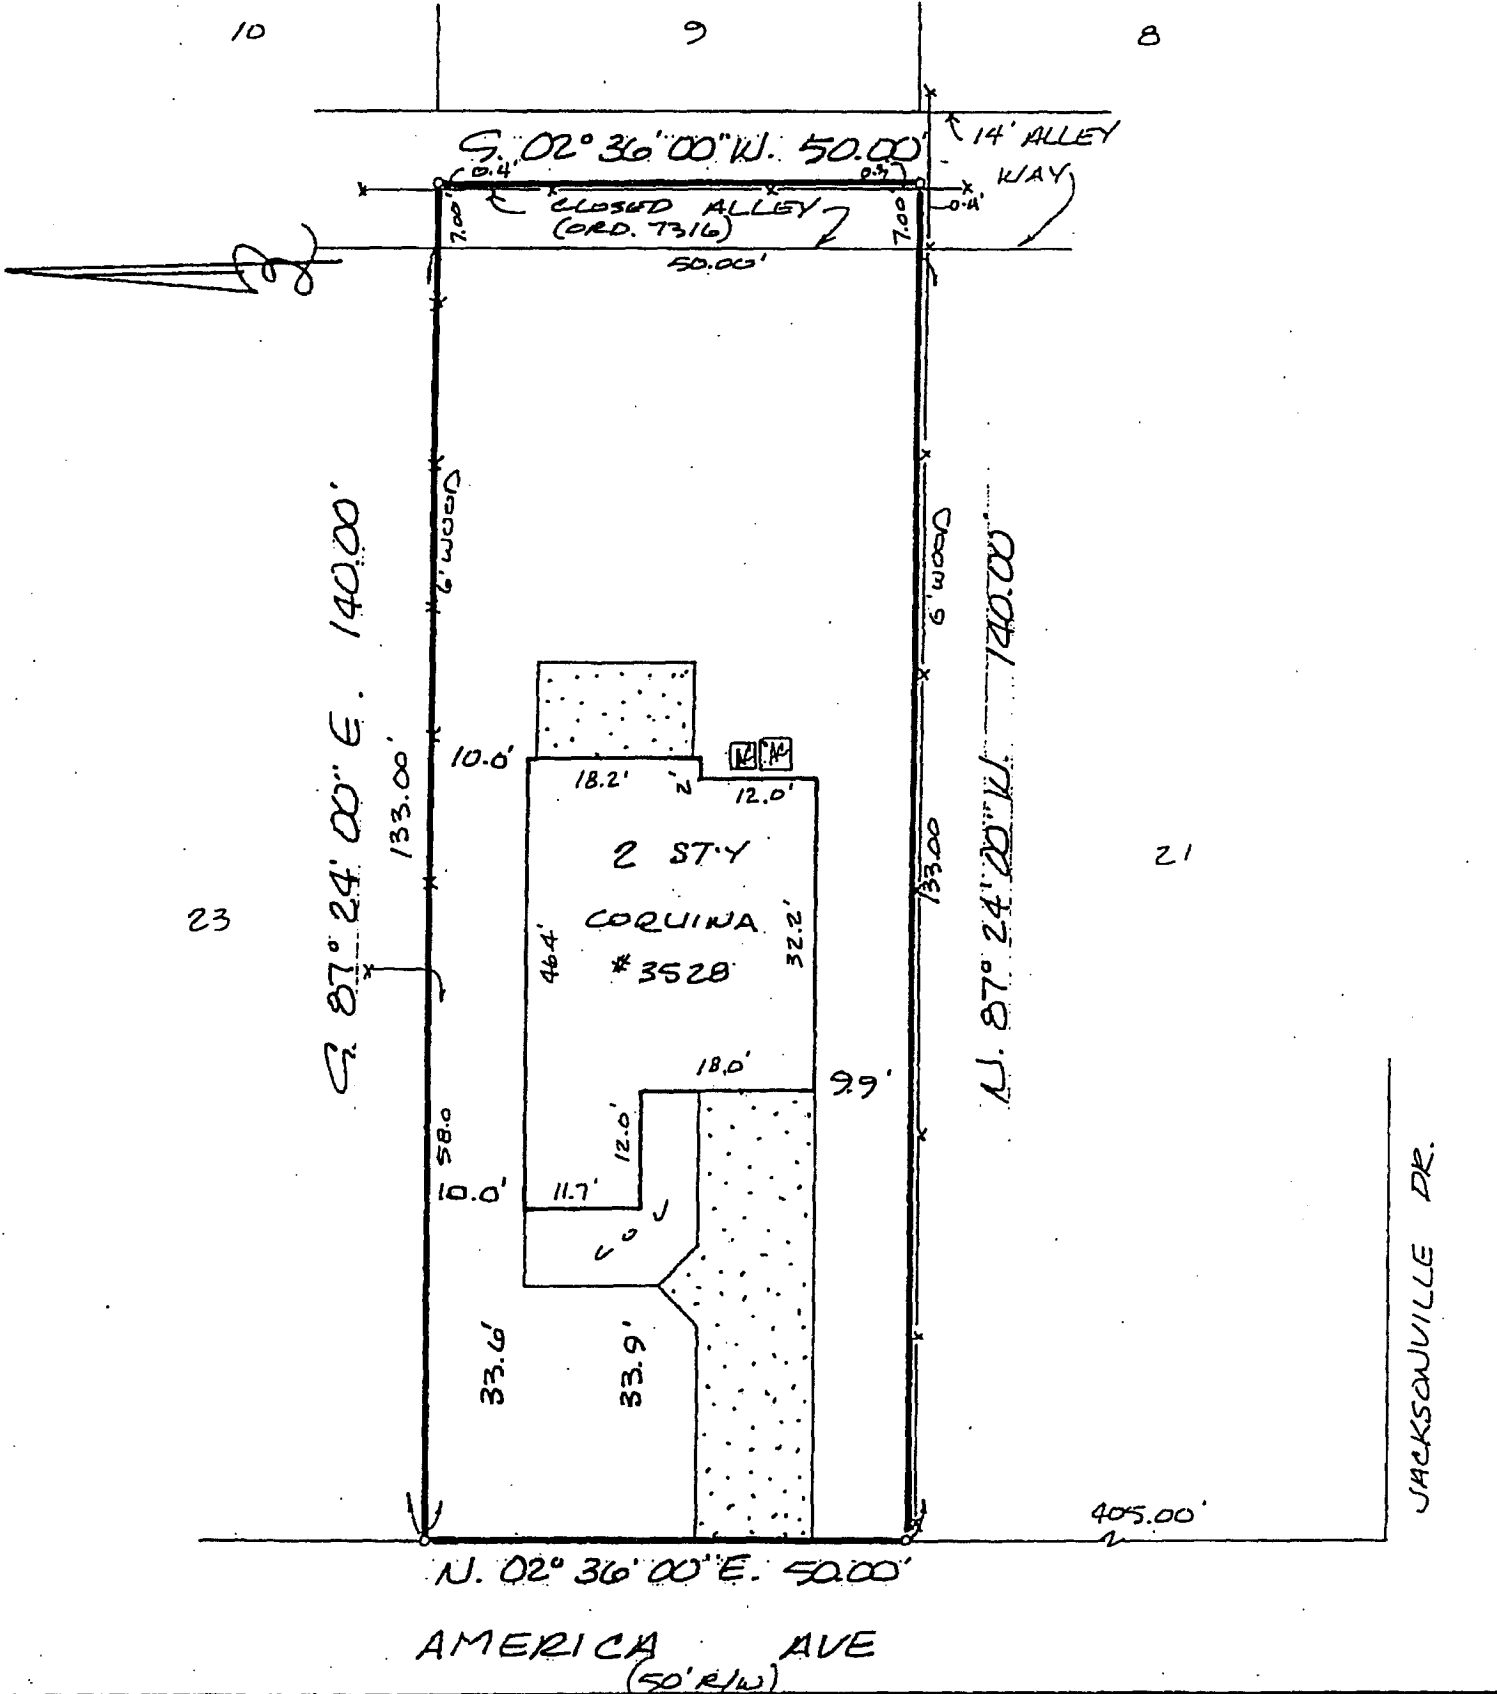 10 9 8
S. 02° 36' 00" W. 50.00'
14' ALLEY
WAY
0.4' 0.3'
0.4'
CLOSED ALLEY
(ORD. 7316)
7.00' 7.00'
50.00'
6' WOOD
6' WOOD
S. 87° 24' 00" E. 140.00'
N. 87° 24' 00" W. 140.00'
133.00'
133.00
10.0'
18.2' 2' 12.0'
AC AC
2 ST'Y
COQUINA
# 3528
46.4'
32.2'
23
21
18.0'
9.9'
12.0'
58.0
10.0' 11.7'
33.6'
33.9'
405.00'
JACKSONVILLE DR.
N. 02° 36' 00" E. 50.00'
AMERICA AVE
(50' R/W)